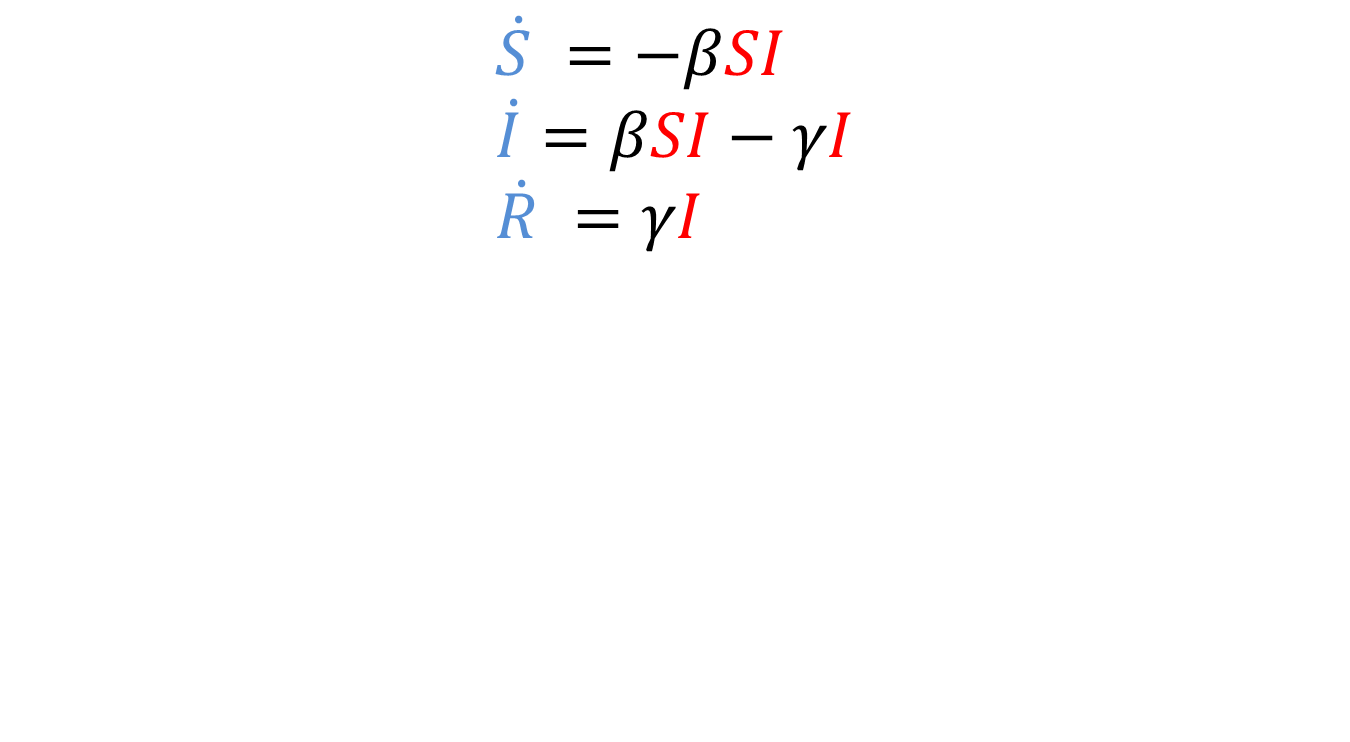 Ṡ = −βSI
İ = βSI − γI
Ṙ = γI